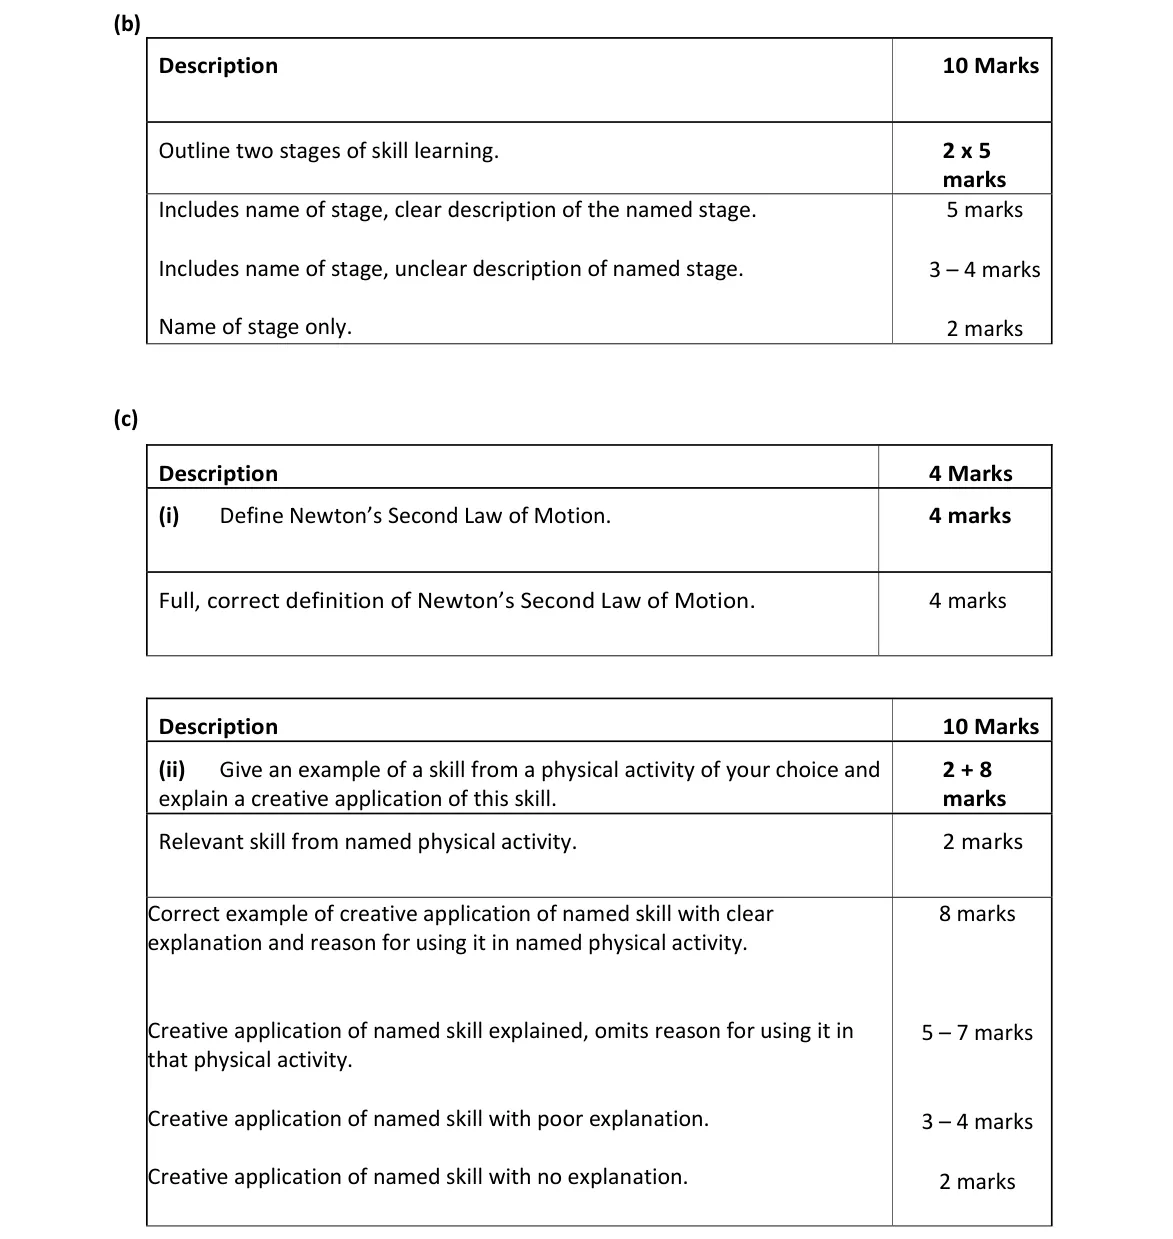 (b)
Description 10 Marks
Outline two stages of skill learning. 2 x 5
marks
Includes name of stage, clear description of the named stage. 5 marks
Includes name of stage, unclear description of named stage. 3 – 4 marks
Name of stage only. 2 marks
(c)
Description 4 Marks
(i) Define Newton’s Second Law of Motion. 4 marks
Full, correct definition of Newton’s Second Law of Motion. 4 marks
Description 10 Marks
(ii) Give an example of a skill from a physical activity of your choice and 2 + 8
explain a creative application of this skill. marks
Relevant skill from named physical activity. 2 marks
Correct example of creative application of named skill with clear 8 marks
explanation and reason for using it in named physical activity.
Creative application of named skill explained, omits reason for using it in 5 – 7 marks
that physical activity.
Creative application of named skill with poor explanation. 3 – 4 marks
Creative application of named skill with no explanation. 2 marks